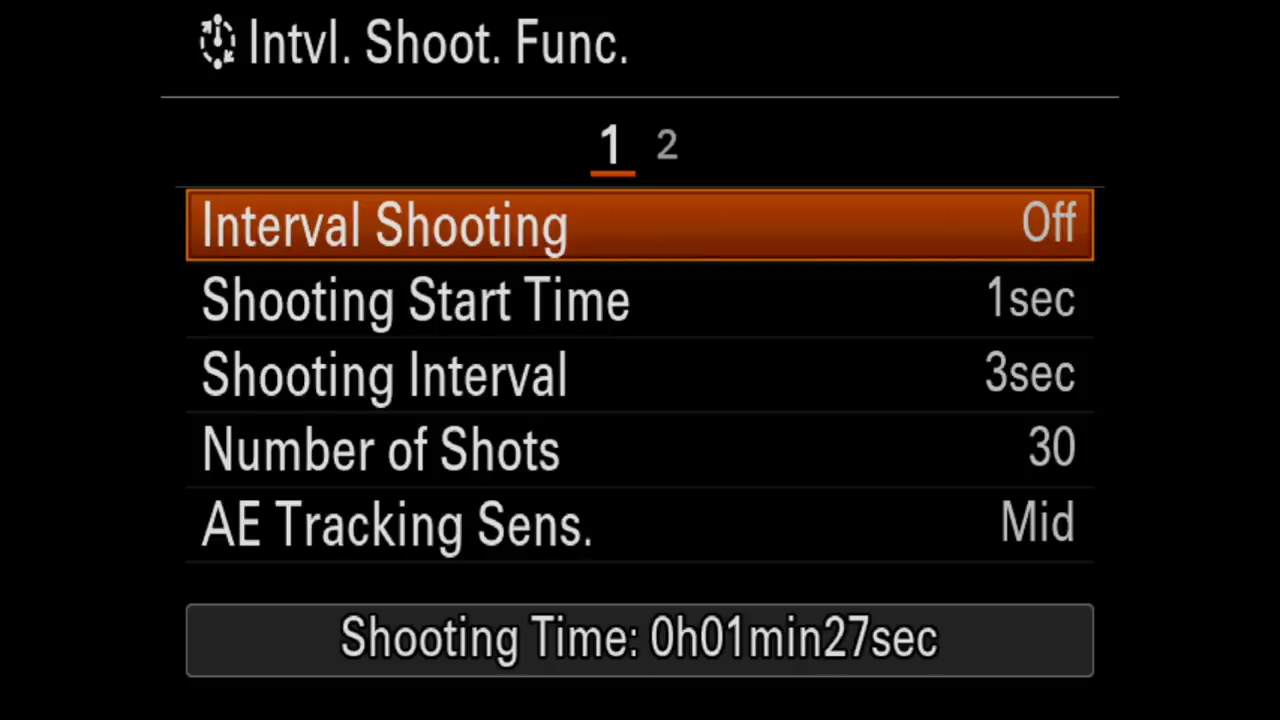 Intvl. Shoot. Func.
1 2
Interval Shooting Off
Shooting Start Time 1sec
Shooting Interval 3sec
Number of Shots 30
AE Tracking Sens. Mid
Shooting Time: 0h01min27sec